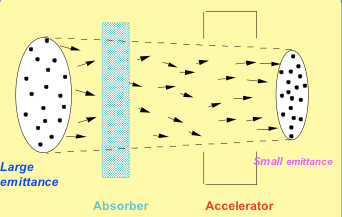 Large
emittance
Small emittance
Absorber
Accelerator